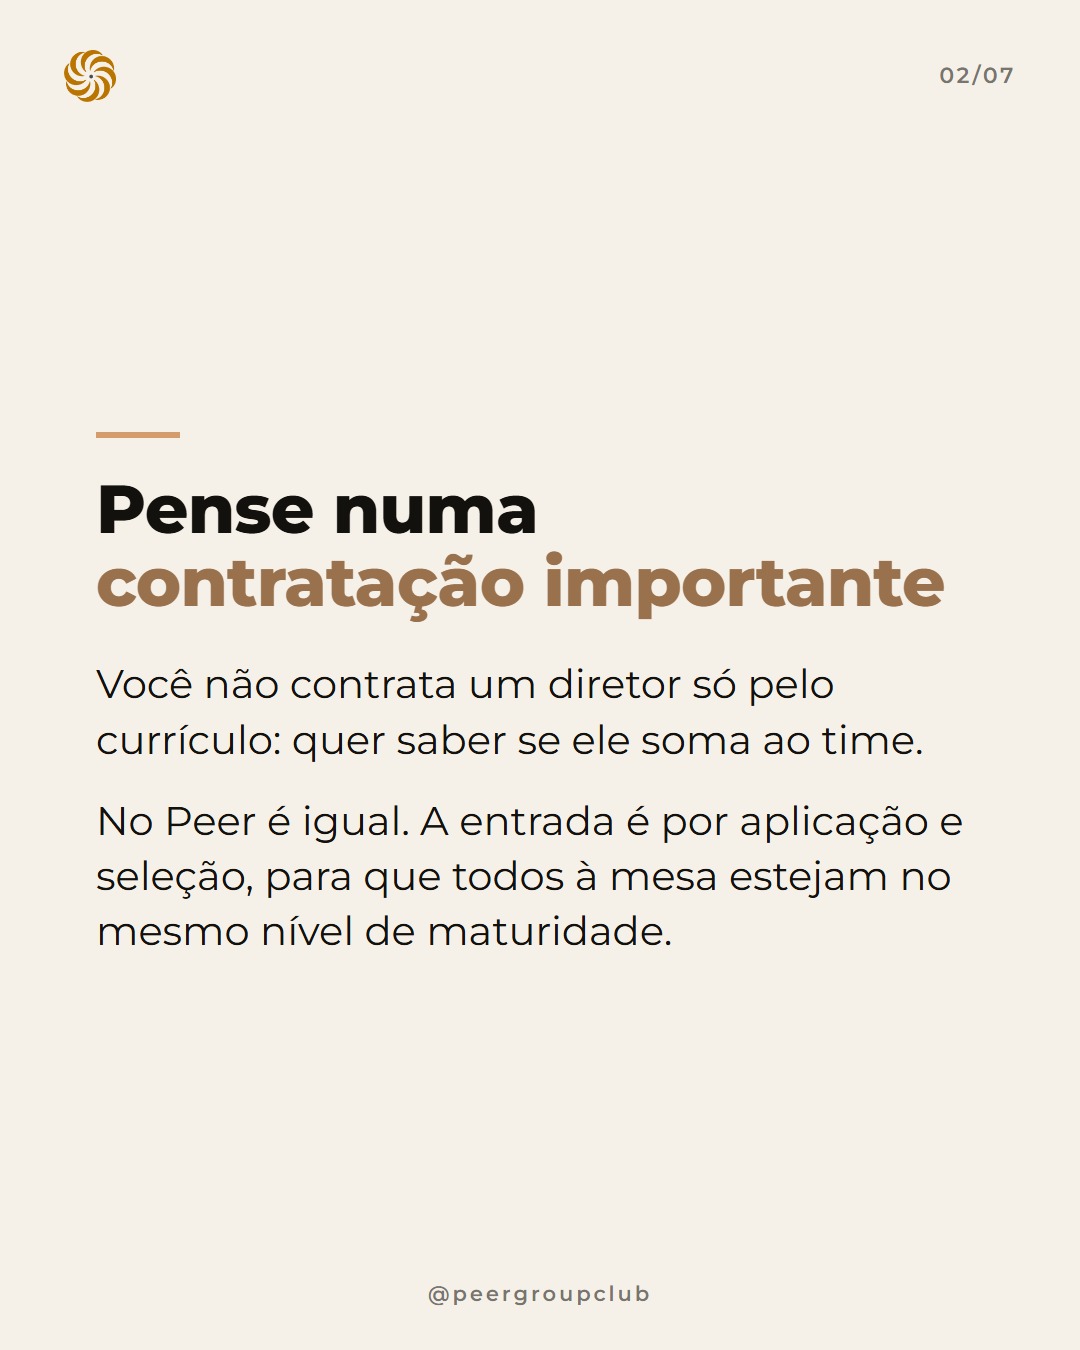 02/07
Pense numa
contratação importante
Você não contrata um diretor só pelo
currículo: quer saber se ele soma ao time.
No Peer é igual. A entrada é por aplicação e
seleção, para que todos à mesa estejam no
mesmo nível de maturidade.
@peergroupclub